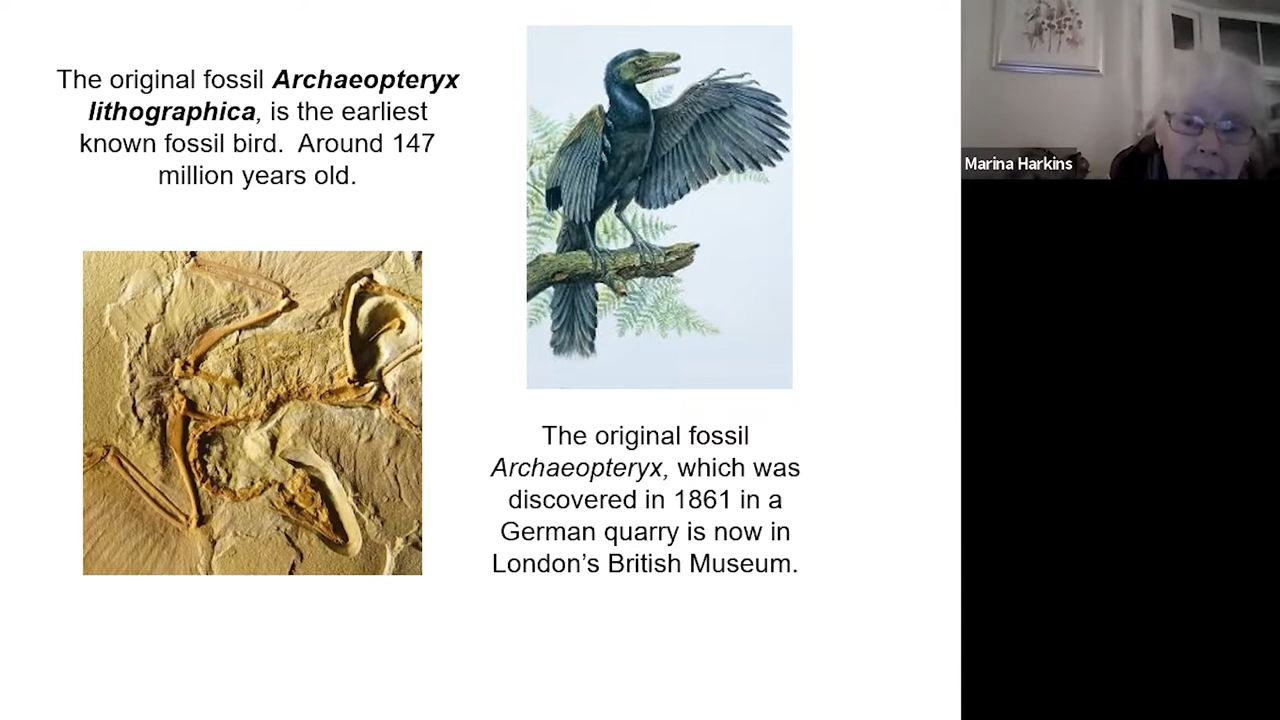 The original fossil Archaeopteryx
lithographica, is the earliest
known fossil bird.  Around 147
million years old.
The original fossil
Archaeopteryx, which was
discovered in 1861 in a
German quarry is now in
London’s British Museum.
Marina Harkins